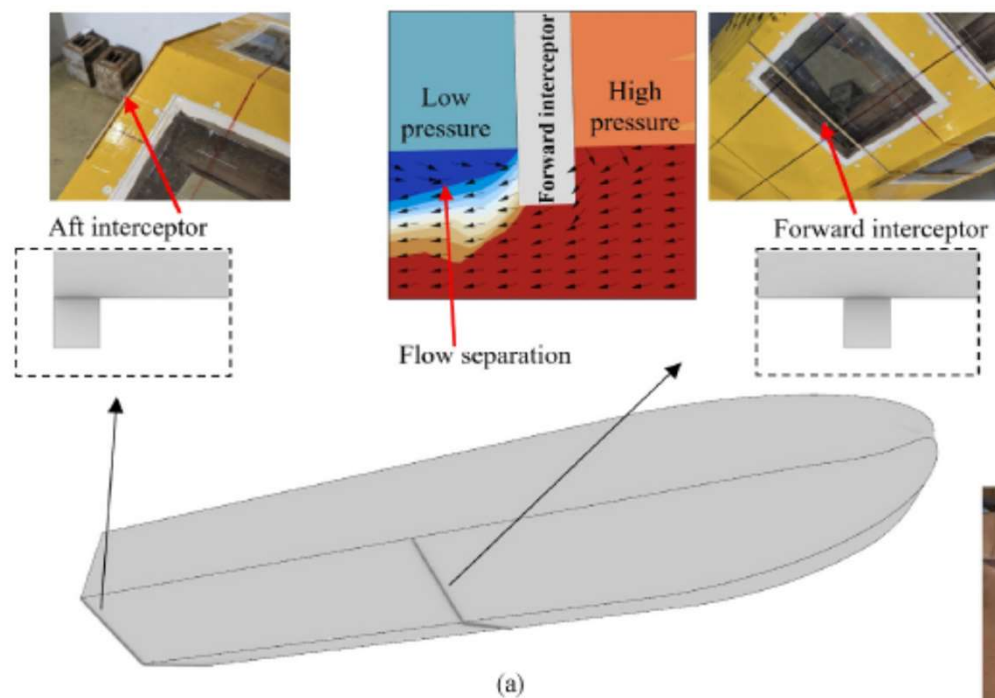 Low
pressure
Forward interceptor
High
pressure
Aft interceptor
Forward interceptor
Flow separation
(a)